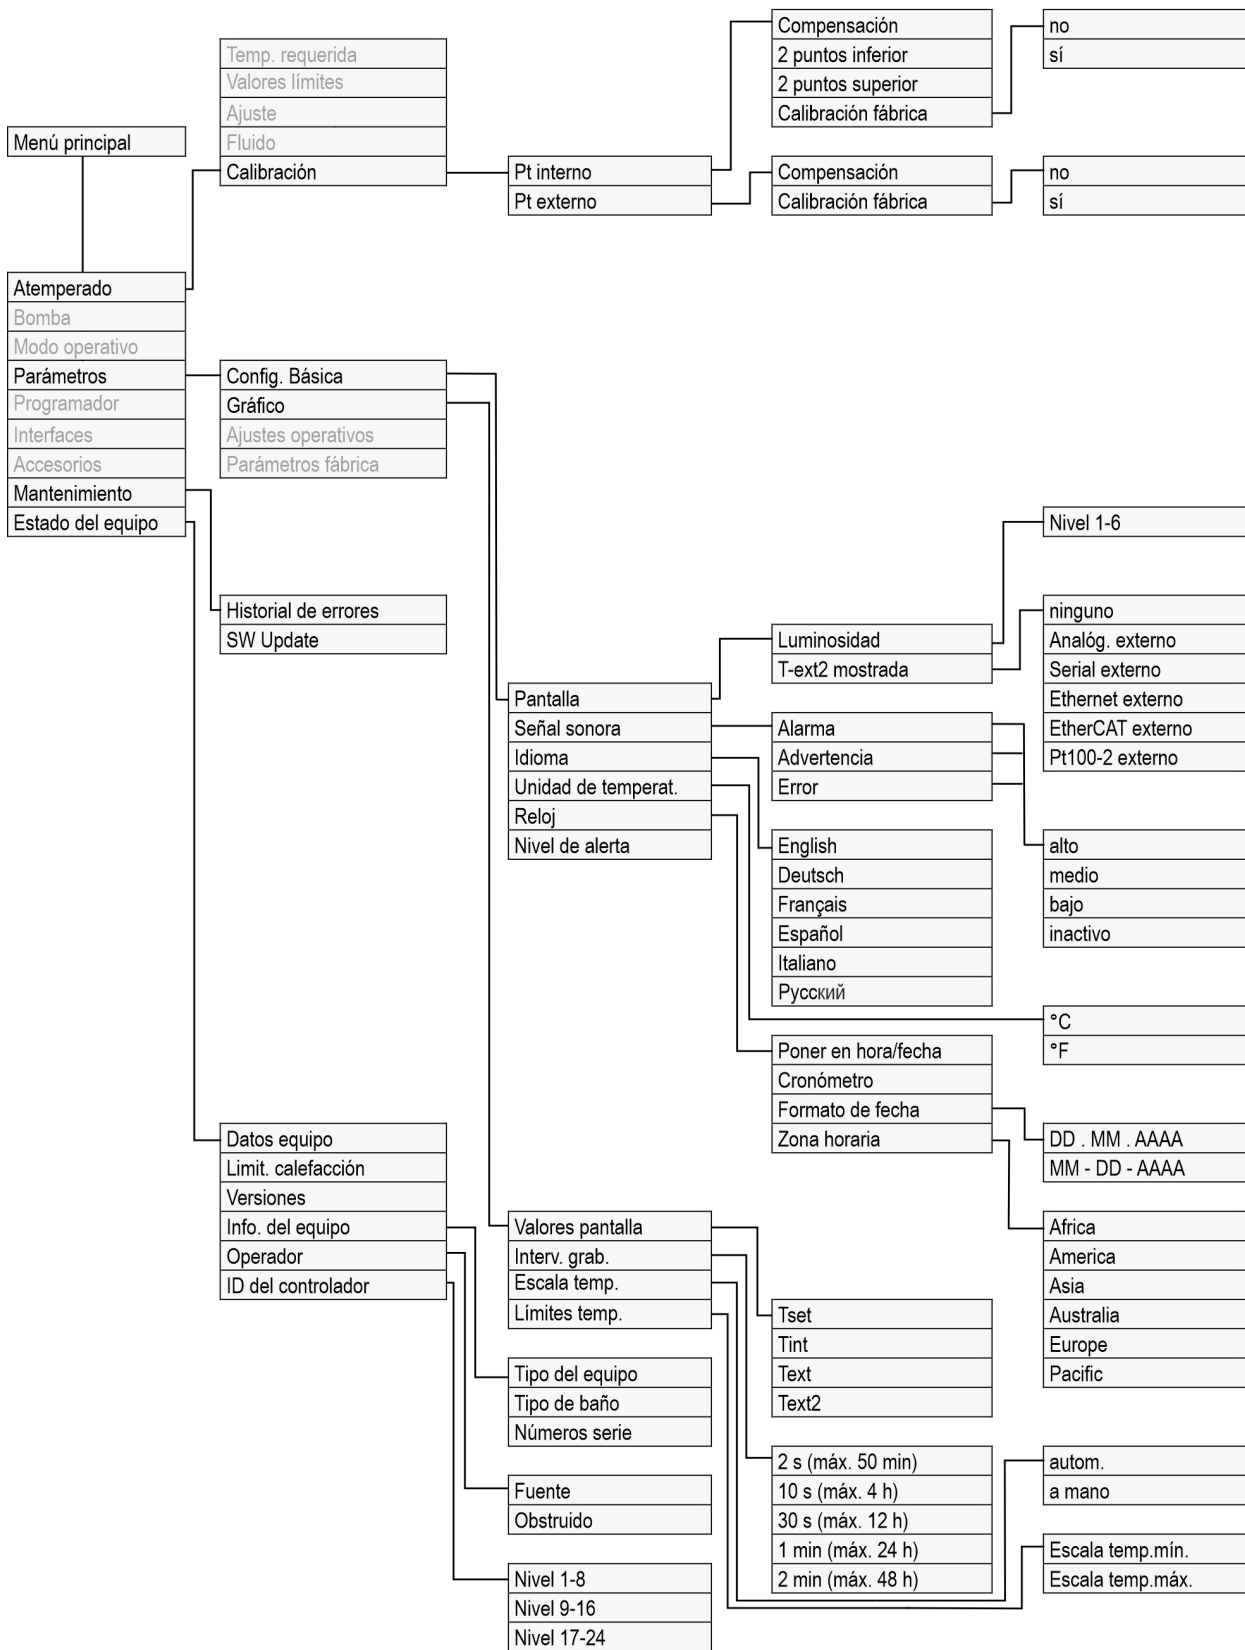 Menú principal
Atemperado
Bomba
Modo operativo
Parámetros
Programador
Interfaces
Accesorios
Mantenimiento
Estado del equipo
Temp. requerida
Valores límites
Ajuste
Fluido
Calibración
Config. Básica
Gráfico
Ajustes operativos
Parámetros fábrica
Historial de errores
SW Update
Datos equipo
Limit. calefacción
Versiones
Info. del equipo
Operador
ID del controlador
Pt interno
Pt externo
Pantalla
Señal sonora
Idioma
Unidad de temperat.
Reloj
Nivel de alerta
Valores pantalla
Interv. grab.
Escala temp.
Límites temp.
Tipo del equipo
Tipo de baño
Números serie
Fuente
Obstruido
Nivel 1-8
Nivel 9-16
Nivel 17-24
Compensación
2 puntos inferior
2 puntos superior
Calibración fábrica
Compensación
Calibración fábrica
Luminosidad
T-ext2 mostrada
Alarma
Advertencia
Error
English
Deutsch
Français
Español
Italiano
Русский
Poner en hora/fecha
Cronómetro
Formato de fecha
Zona horaria
Tset
Tint
Text
Text2
2 s (máx. 50 min)
10 s (máx. 4 h)
30 s (máx. 12 h)
1 min (máx. 24 h)
2 min (máx. 48 h)
no
sí
no
sí
Nivel 1-6
ninguno
Analóg. externo
Serial externo
Ethernet externo
EtherCAT externo
Pt100-2 externo
alto
medio
bajo
inactivo
°C
°F
DD . MM . AAAA
MM - DD - AAAA
Africa
America
Asia
Australia
Europe
Pacific
autom.
a mano
Escala temp.mín.
Escala temp.máx.